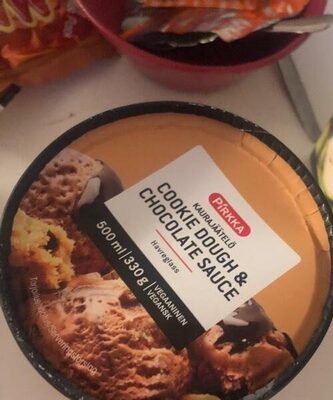 PIRKKA
KAURAJÄÄTELÖ
COOKIE DOUGH &
CHOCOLATE SAUCE
Havreglass
500 ml | 330 g
VEGAANINEN
VEGANSK